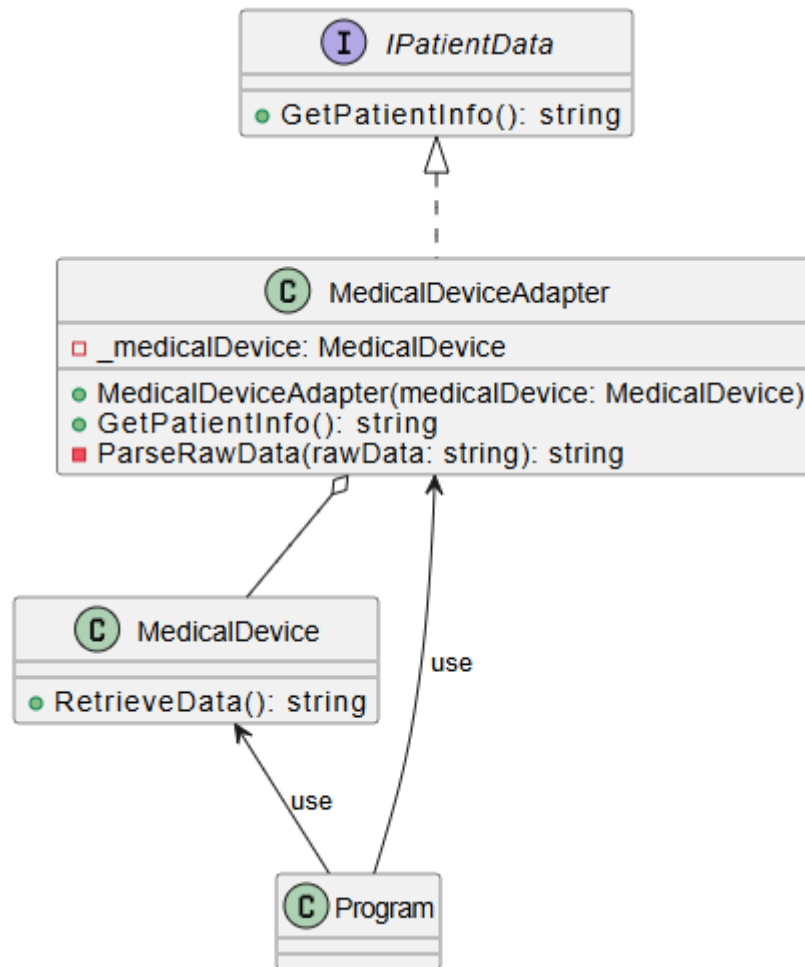 I IPatientData
GetPatientInfo(): string
C MedicalDeviceAdapter
_medicalDevice: MedicalDevice
MedicalDeviceAdapter(medicalDevice: MedicalDevice)
GetPatientInfo(): string
ParseRawData(rawData: string): string
C MedicalDevice
RetrieveData(): string
use
use
C Program